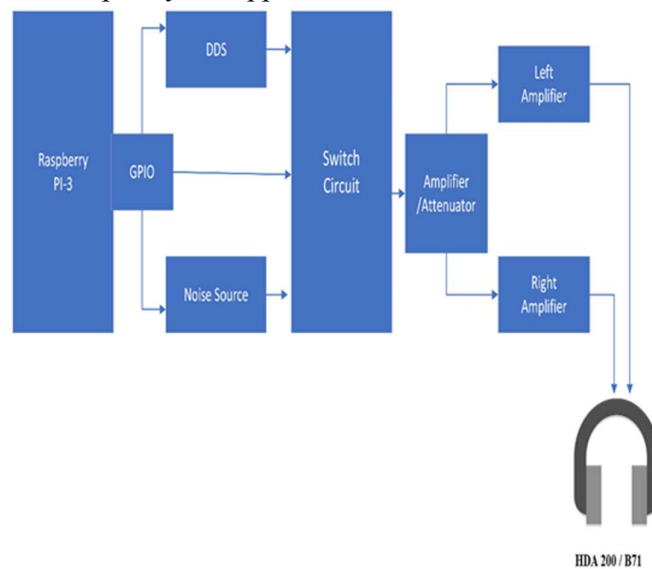 DDS
Left
Amplifier
Raspberry
PI-3
GPIO
Switch
Circuit
Amplifier
/Attenuator
Noise Source
Right
Amplifier
HDA 200 / B71